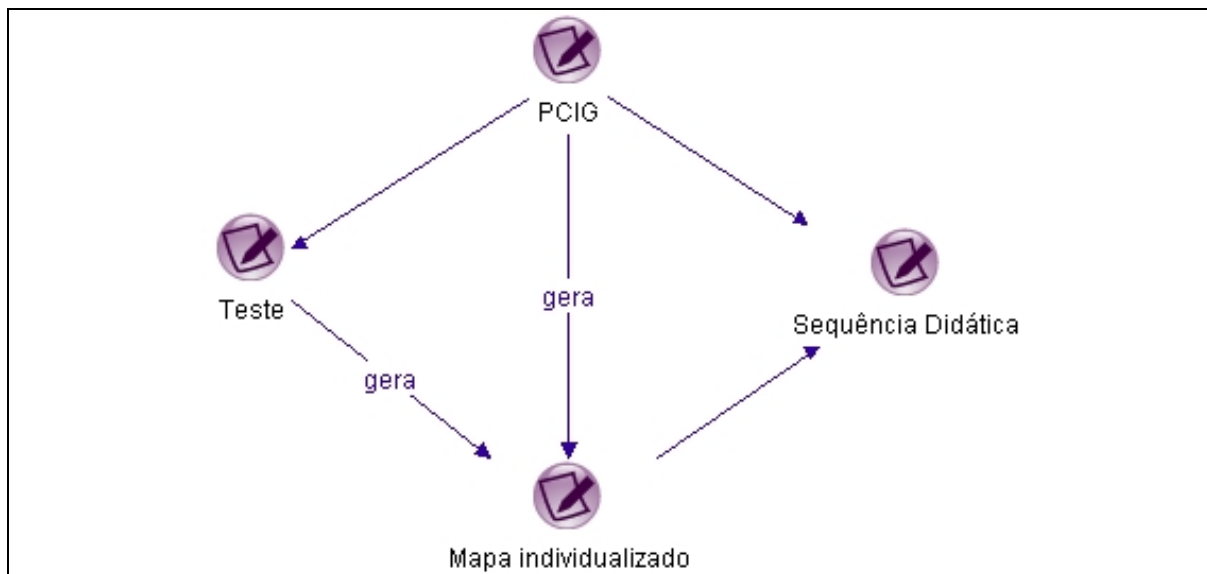 PCIG
gera
Teste
Sequência Didática
gera
Mapa individualizado